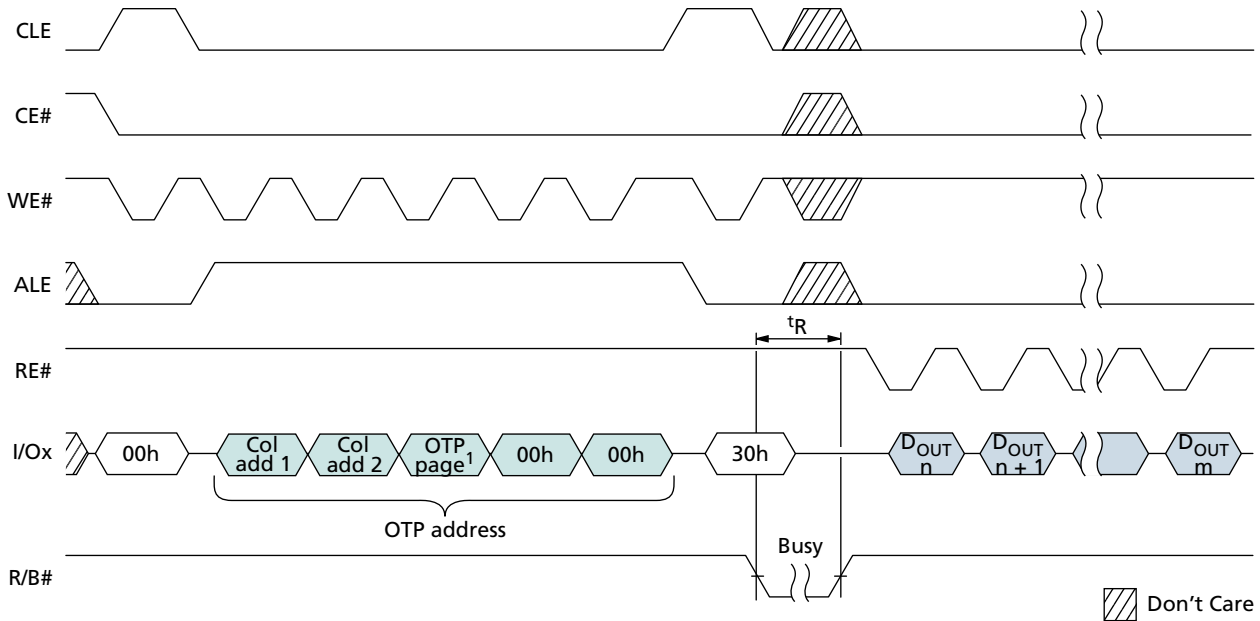 CLE
CE#
WE#
ALE
tR
RE#
I/Ox
00h
Col
add 1
Col
add 2
OTP
page1
00h
00h
30h
DOUT
n
DOUT
n + 1
DOUT
m
OTP address
Busy
R/B#
Don't Care